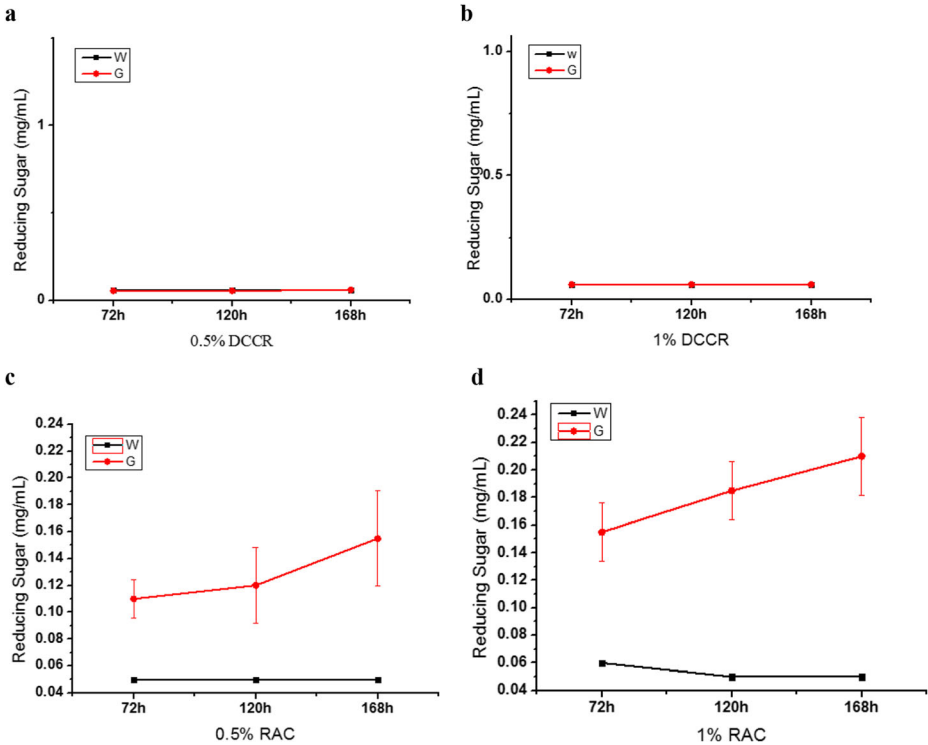 a
W
G
Reducing Sugar (mg/mL)
1
0
72h
120h
168h
0.5% DCCR
b
w
G
Reducing Sugar (mg/mL)
1.0
0.5
0.0
72h
120h
168h
1% DCCR
c
W
G
Reducing Sugar (mg/mL)
0.24
0.22
0.20
0.18
0.16
0.14
0.12
0.10
0.08
0.06
0.04
72h
120h
168h
0.5% RAC
d
W
G
Reducing Sugar (mg/mL)
0.24
0.22
0.20
0.18
0.16
0.14
0.12
0.10
0.08
0.06
0.04
72h
120h
168h
1% RAC